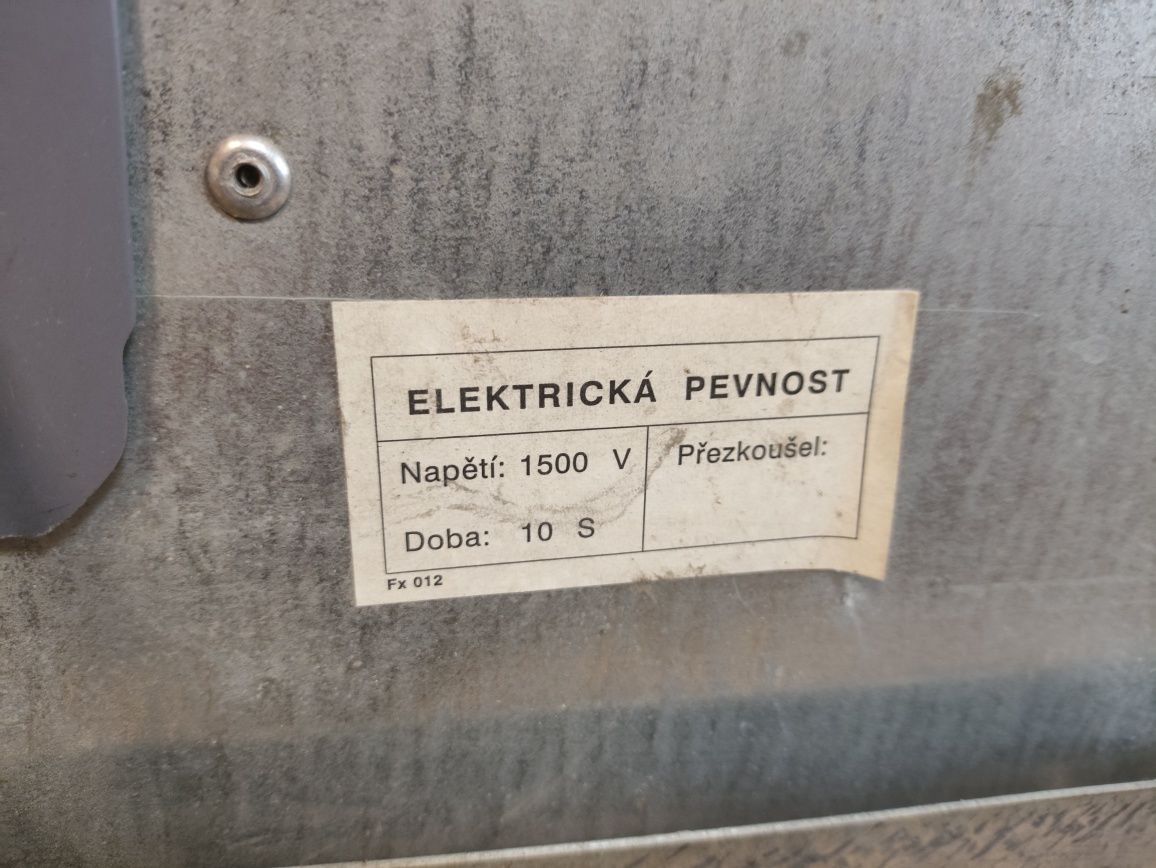 ELEKTRICKÁ PEVNOST
Napětí: 1500 V
Doba: 10 S
Přezkoušel:
Fx 012